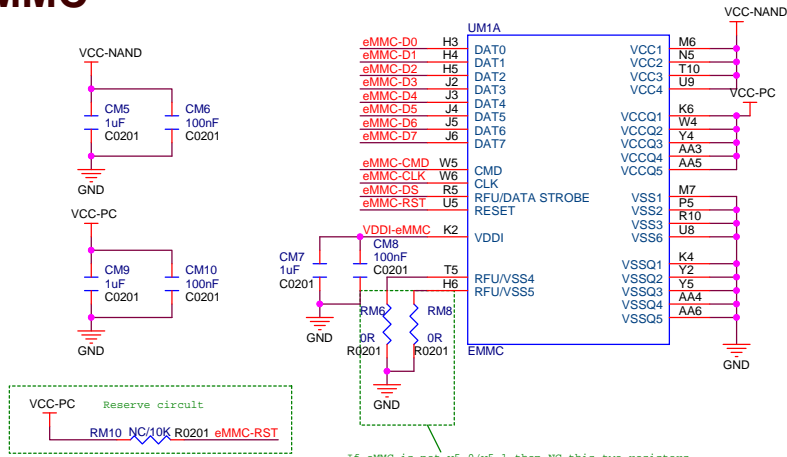 VCC-NAND
CM5
1uF
C0201
CM6
100nF
C0201
GND
VCC-PC
CM9
1uF
C0201
CM10
100nF
C0201
GND
UM1A
eMMC-D0 H3 DAT0
eMMC-D1 H4 DAT1
eMMC-D2 H5 DAT2
eMMC-D3 J2 DAT3
eMMC-D4 J3 DAT4
eMMC-D5 J4 DAT5
eMMC-D6 J5 DAT6
eMMC-D7 J6 DAT7
eMMC-CMD W5 CMD
eMMC-CLK W6 CLK
eMMC-DS R5 RFU/DATA STROBE
eMMC-RST U5 RESET
VDDI-eMMC K2 VDDI
CM7
1uF
C0201
CM8
100nF
C0201
T5 RFU/VSS4
H6 RFU/VSS5
GND
RM6
0R
R0201
RM8
0R
R0201
EMMC
GND
VCC-NAND
VCC1 M6
VCC2 N5
VCC3 T10
VCC4 U9
VCC-PC
VCCQ1 K6
VCCQ2 W4
VCCQ3 Y4
VCCQ4 AA3
VCCQ5 AA5
VSS1 M7
VSS2 P5
VSS3 R10
VSS6 U8
VSSQ1 K4
VSSQ2 Y2
VSSQ3 Y5
VSSQ4 AA4
VSSQ5 AA6
GND
VCC-PC
Reserve circult
RM10 NC/10K R0201 eMMC-RST